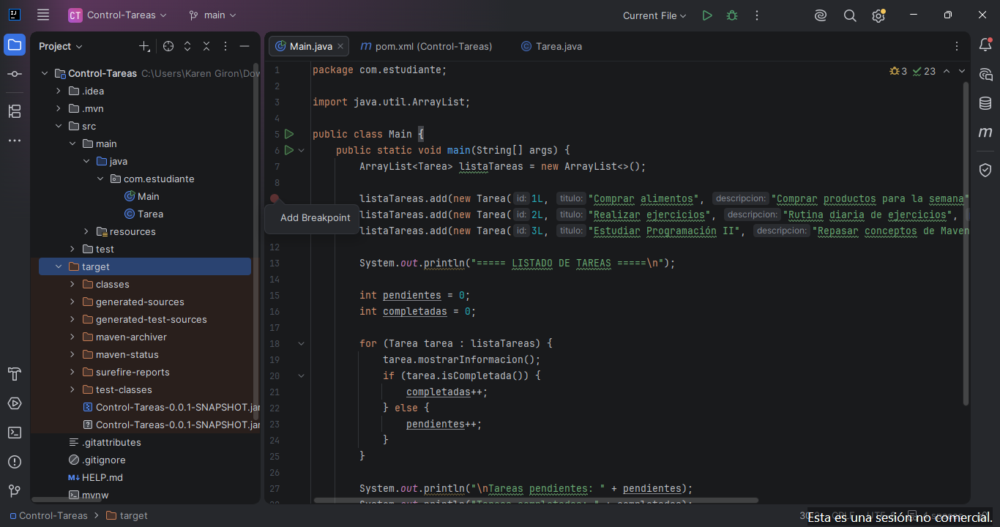 CT Control-Tareas main Current File
Project
Control-Tareas C:\Users\Karen Giron\Dow
.idea
.mvn
src
main
java
com.estudiante
Main
Tarea
resources
test
target
classes
generated-sources
generated-test-sources
maven-archiver
maven-status
surefire-reports
test-classes
Control-Tareas-0.0.1-SNAPSHOT.jar
Control-Tareas-0.0.1-SNAPSHOT.jar
.gitattributes
.gitignore
HELP.md
mvnw
Main.java pom.xml (Control-Tareas) Tarea.java
3 23
1 package com.estudiante;
2
3 import java.util.ArrayList;
4
5 public class Main {
6 public static void main(String[] args) {
7 ArrayList<Tarea> listaTareas = new ArrayList<>();
8
listaTareas.add(new Tarea( id: 1L, titulo: "Comprar alimentos", descripcion: "Comprar productos para la semana"
Add Breakpoint
listaTareas.add(new Tarea( id: 2L, titulo: "Realizar ejercicios", descripcion: "Rutina diaria de ejercicios",
listaTareas.add(new Tarea( id: 3L, titulo: "Estudiar Programación II", descripcion: "Repasar conceptos de Maven
12
13 System.out.println("===== LISTADO DE TAREAS =====\n");
14
15 int pendientes = 0;
16 int completadas = 0;
17
18 for (Tarea tarea : listaTareas) {
19 tarea.mostrarInformacion();
20 if (tarea.isCompletada()) {
21 completadas++;
22 } else {
23 pendientes++;
24 }
25 }
26
27 System.out.println("\nTareas pendientes: " + pendientes);
Control-Tareas > target
Esta es una sesión no comercial.